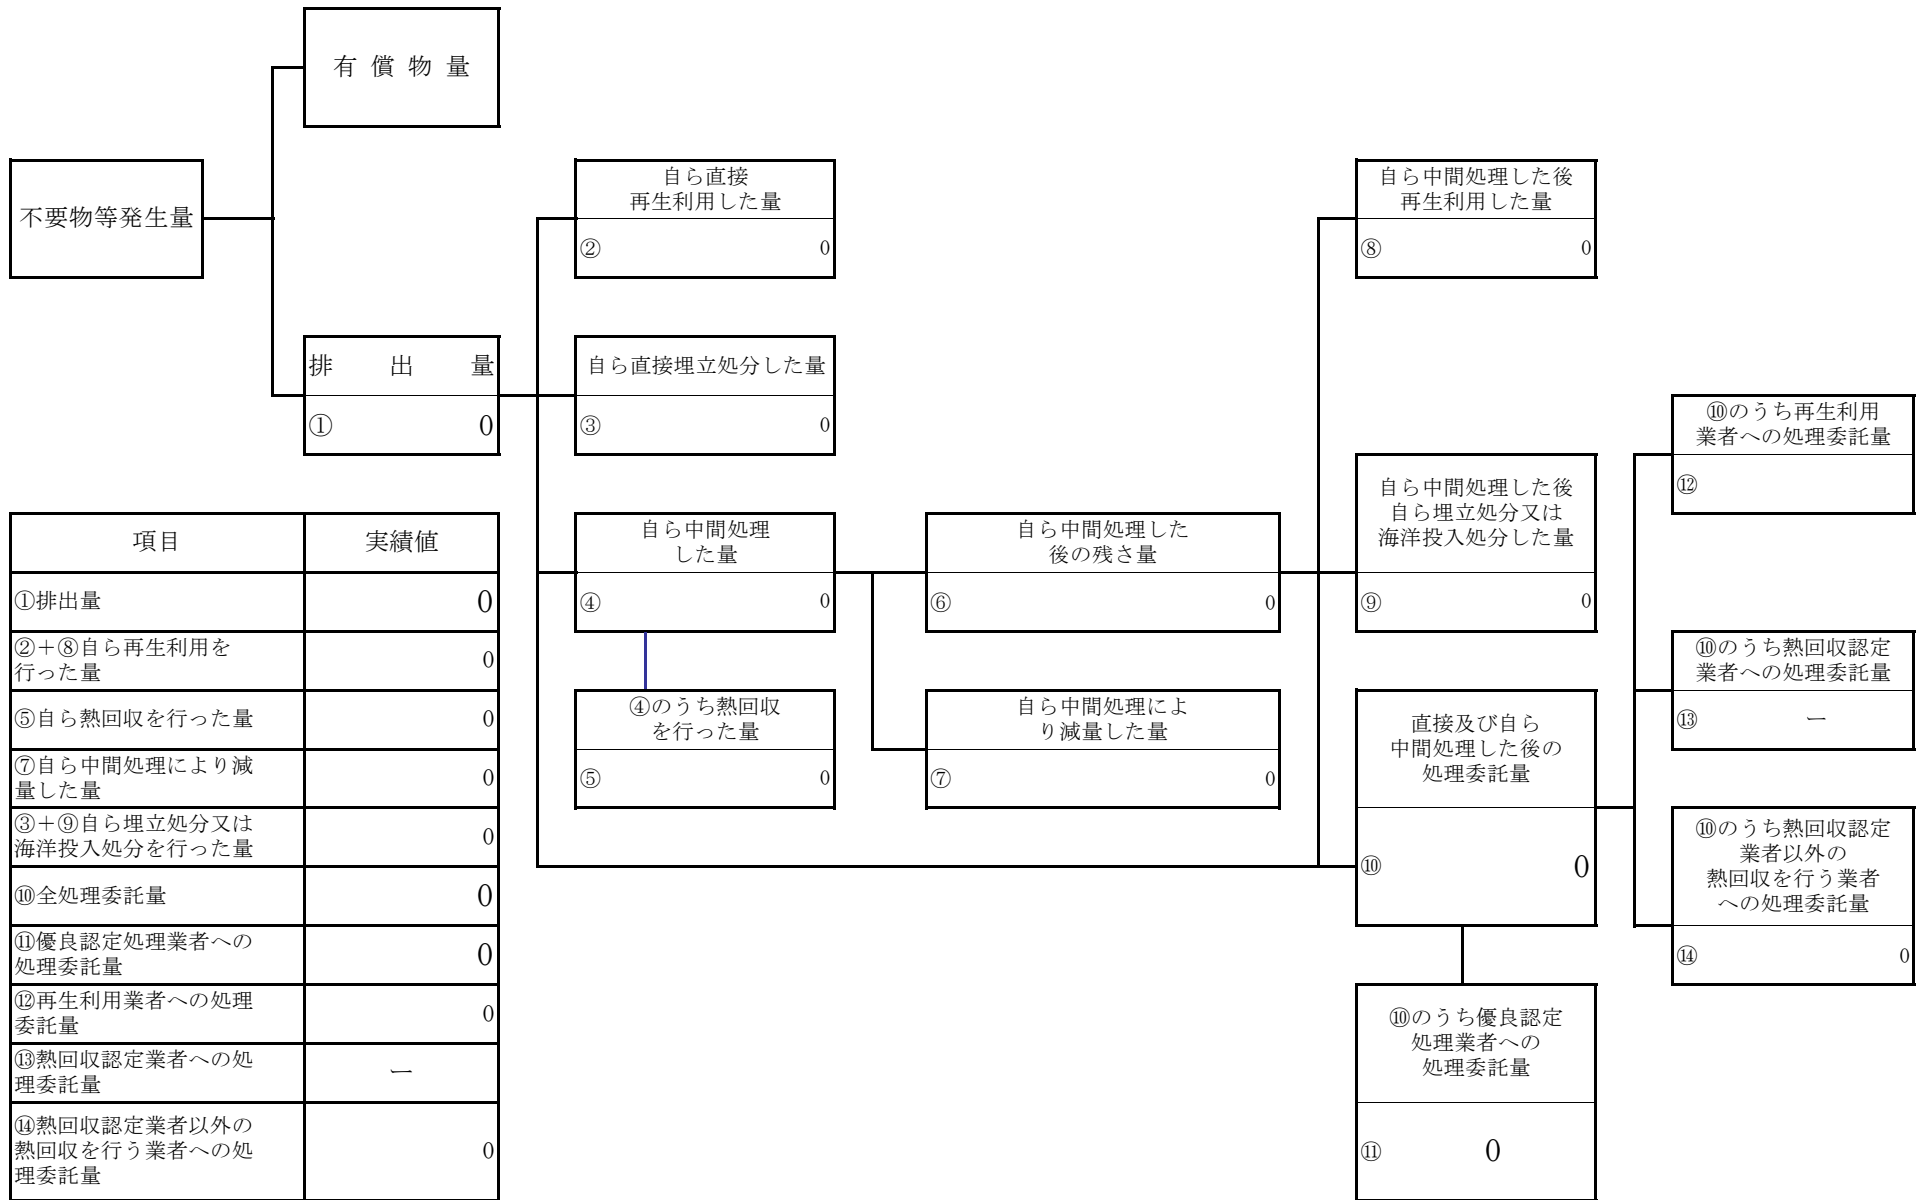 有 償 物 量
不要物等発生量
自ら直接
再生利用した量
② 0
自ら中間処理した後
再生利用した量
⑧ 0
排 出 量
① 0
自ら直接埋立処分した量
③ 0
⑩のうち再生利用
業者への処理委託量
⑫
自ら中間処理
した量
④ 0
自ら中間処理した
後の残さ量
⑥ 0
自ら中間処理した後
自ら埋立処分又は
海洋投入処分した量
⑨ 0
④のうち熱回収
を行った量
⑤ 0
自ら中間処理によ
り減量した量
⑦ 0
直接及び自ら
中間処理した後の
処理委託量
⑩ 0
⑩のうち熱回収認定
業者への処理委託量
⑬ ー
⑩のうち熱回収認定
業者以外の
熱回収を行う業者
への処理委託量
⑭ 0
⑩のうち優良認定
処理業者への
処理委託量
⑪ 0
項目 実績値
①排出量 0
②＋⑧自ら再生利用を
行った量 0
⑤自ら熱回収を行った量 0
⑦自ら中間処理により減
量した量 0
③＋⑨自ら埋立処分又は
海洋投入処分を行った量 0
⑩全処理委託量 0
⑪優良認定処理業者への
処理委託量 0
⑫再生利用業者への処理
委託量 0
⑬熱回収認定業者への処
理委託量 ー
⑭熱回収認定業者以外の
熱回収を行う業者への処
理委託量 0